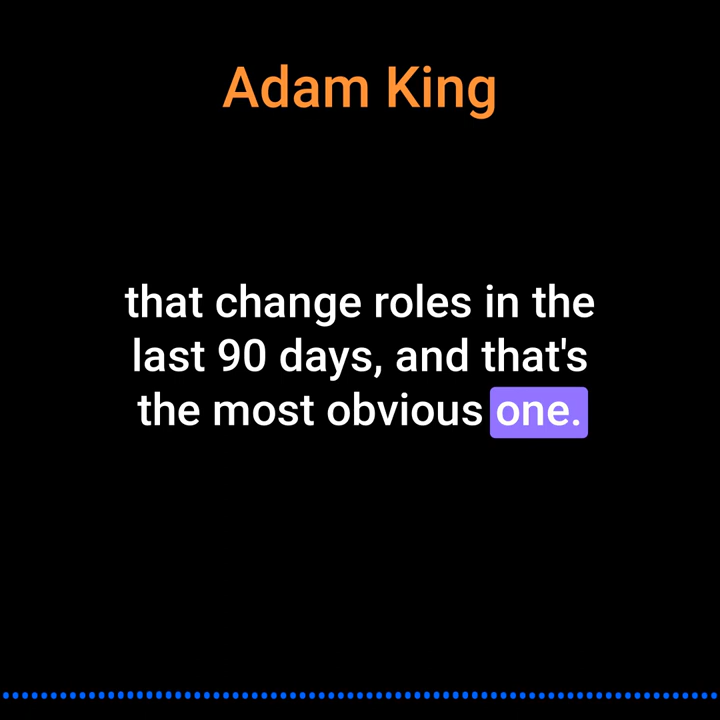 Adam King
that change roles in the
last 90 days, and that's
the most obvious one.